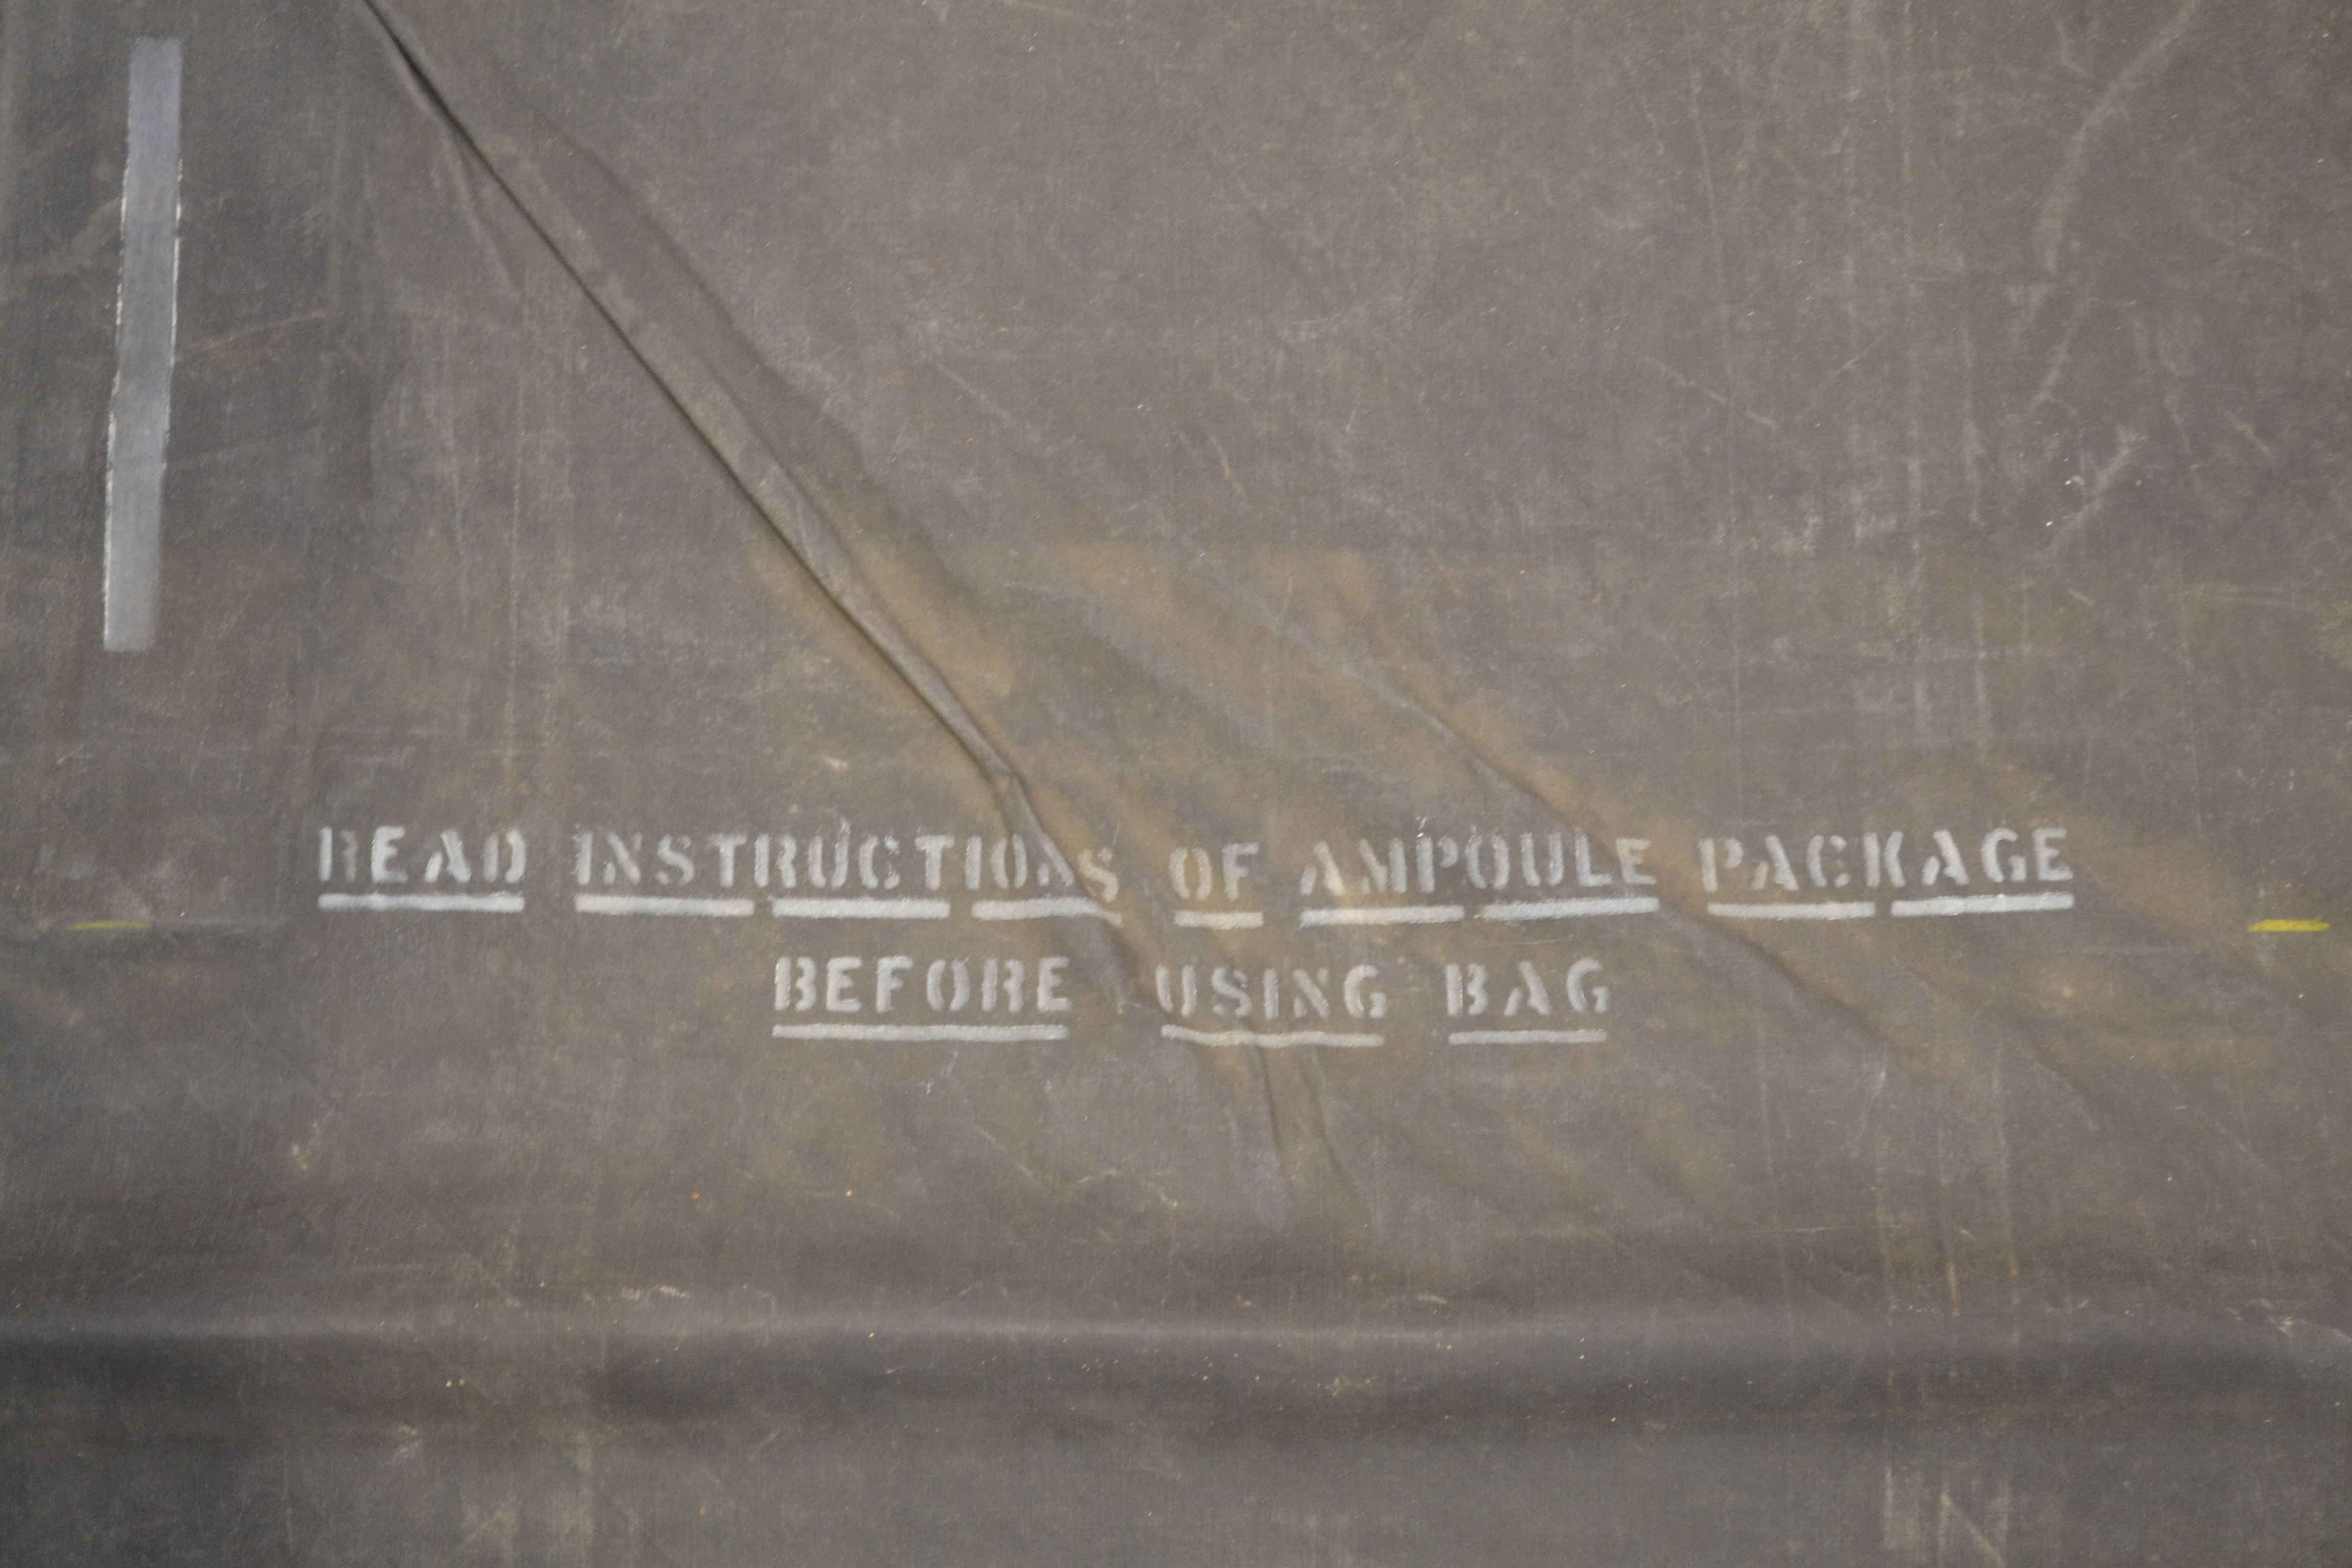 READ INSTRUCTIONS OF AMPOULE PACKAGE
BEFORE USING BAG